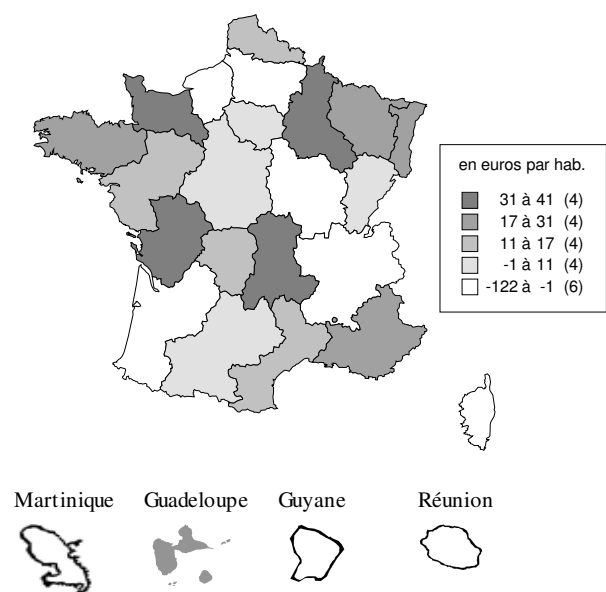 en euros par hab.
31 à 41 (4)
17 à 31 (4)
11 à 17 (4)
-1 à 11 (4)
-122 à -1 (6)
Martinique Guadeloupe Guyane Réunion